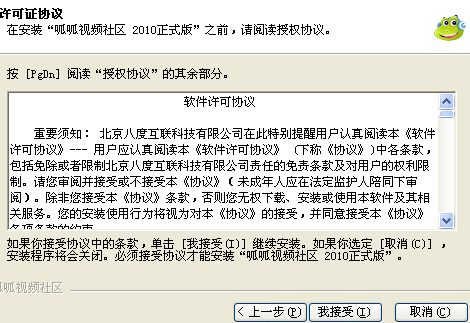 许可证协议
在安装“呱呱视频社区 2010正式版”之前，请阅读授权协议。
按 [PgDn] 阅读“授权协议”的其余部分。
软件许可协议
重要须知： 北京八度互联科技有限公司在此特别提醒用户认真阅读本《软件
许可协议》--- 用户应认真阅读本《软件许可协议》（下称《协议》)中各条款，
包括免除或者限制北京八度互联科技有限公司责任的免责条款及对用户的权利限
制。请您审阅并接受或不接受本《协议》（ 未成年人应在法定监护人陪同下审
阅）。除非您接受本《协议》条款，否则您无权下载、安装或使用本软件及其相
关服务。您的安装使用行为将视为对本《协议》的接受，并同意接受本《协议》
各项条款的约束
如果你接受协议中的条款，单击 [我接受(I)] 继续安装。如果你选定 [取消(C)] ，
安装程序将会关闭。必须接受协议才能安装“呱呱视频社区 2010正式版”。
呱呱视频社区
< 上一步(P)
我接受(I)
取消(C)